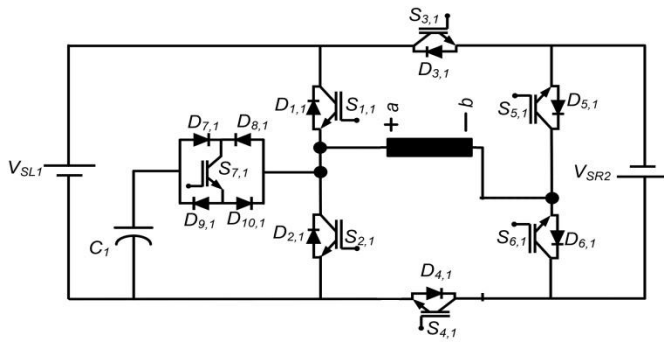 S3,1
D3,1
D1,1
S1,1
+ a
– b
S5,1
D5,1
D7,1
D8,1
S7,1
VSL1
VSR2
D9,1
D10,1
D2,1
S2,1
S6,1
D6,1
C1
D4,1
S4,1